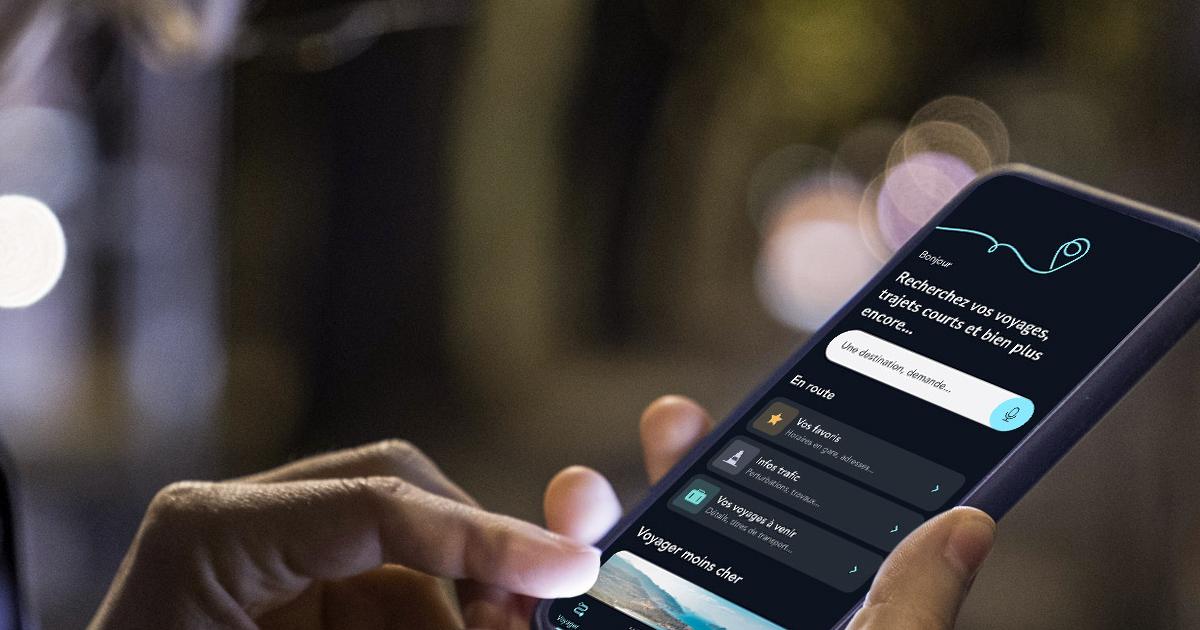 Bonjour
Recherchez vos voyages,
trajets courts et bien plus
encore...
Une destination, demande...
En route
Vos favoris
Horaires en gare, adresses...
Infos trafic
Perturbations, travaux...
Vos voyages à venir
Détails, titres de transport...
Voyager moins cher
Voyager